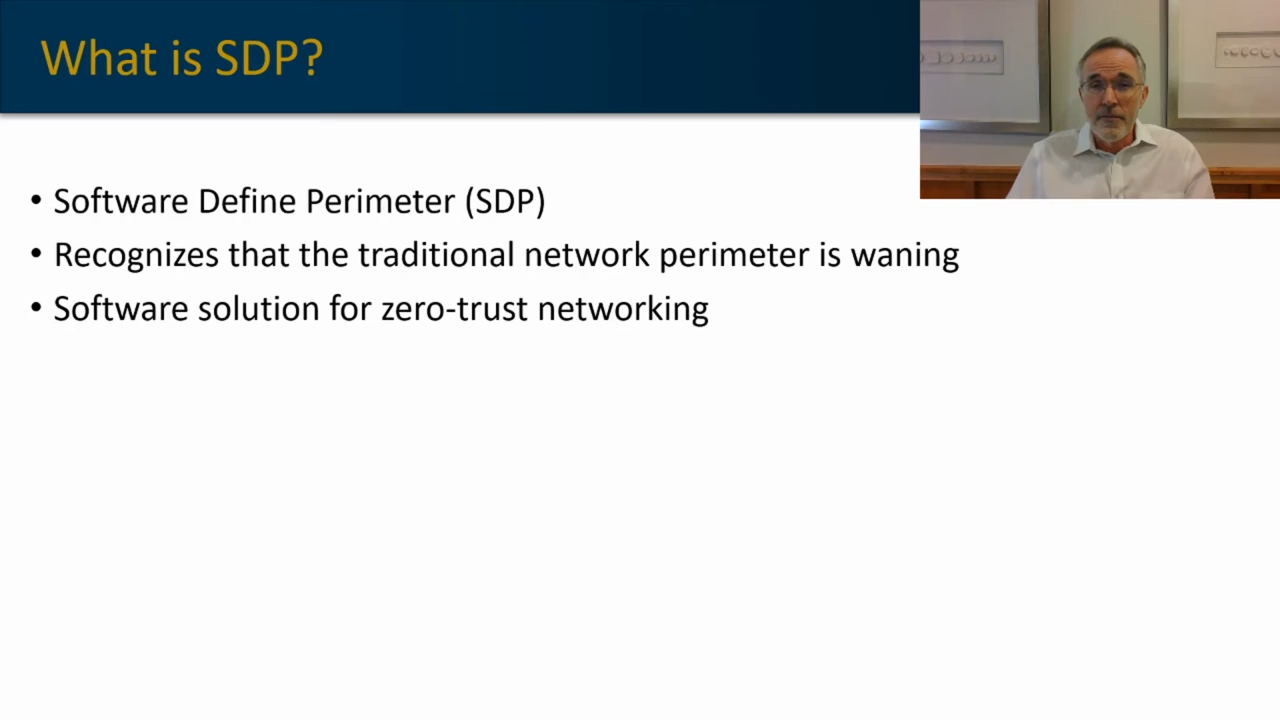 What is SDP?
• Software Define Perimeter (SDP)
• Recognizes that the traditional network perimeter is waning
• Software solution for zero-trust networking